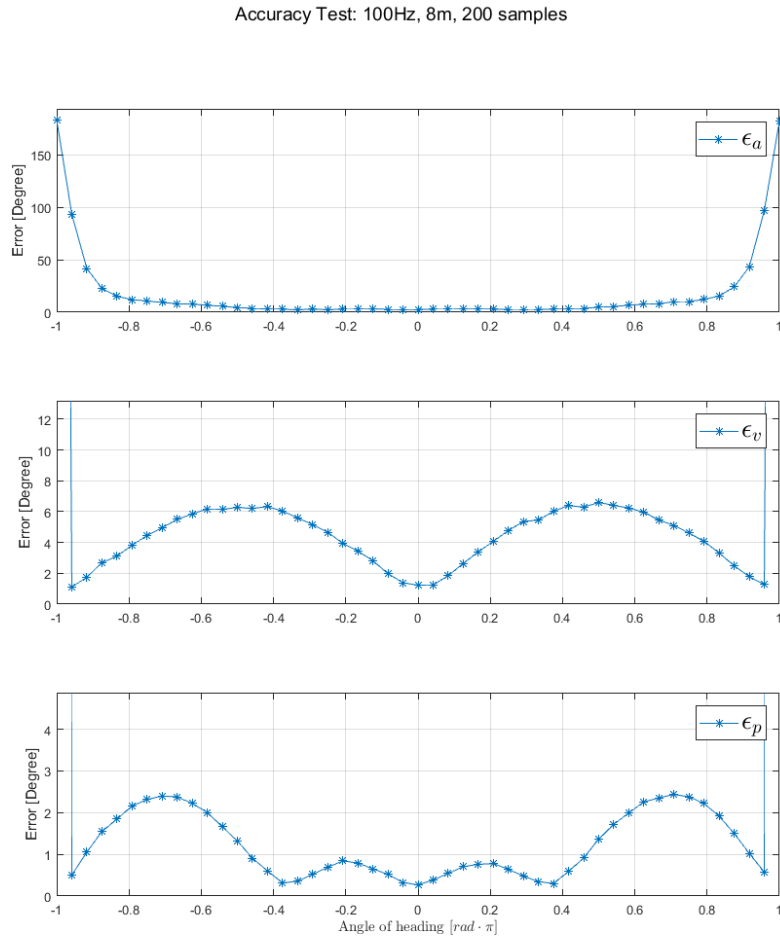 Accuracy Test: 100Hz, 8m, 200 samples
Error [Degree]
150
100
50
0
ϵ_a
-1 -0.8 -0.6 -0.4 -0.2 0 0.2 0.4 0.6 0.8 1
Error [Degree]
12
10
8
6
4
2
0
ϵ_v
-1 -0.8 -0.6 -0.4 -0.2 0 0.2 0.4 0.6 0.8 1
Error [Degree]
4
3
2
1
0
ϵ_p
-1 -0.8 -0.6 -0.4 -0.2 0 0.2 0.4 0.6 0.8 1
Angle of heading [rad · π]